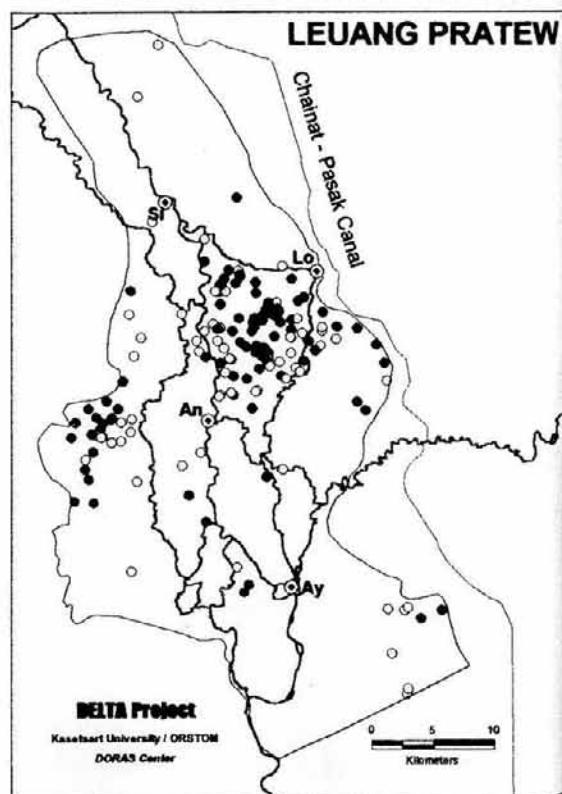 LEUANG PRATEW
Chainat - Pasak Canal
Si
Lo
An
Ay
DELTA Project
Kasetsart University / ORSTOM
DORAS Center
0 5 10
Kilometers